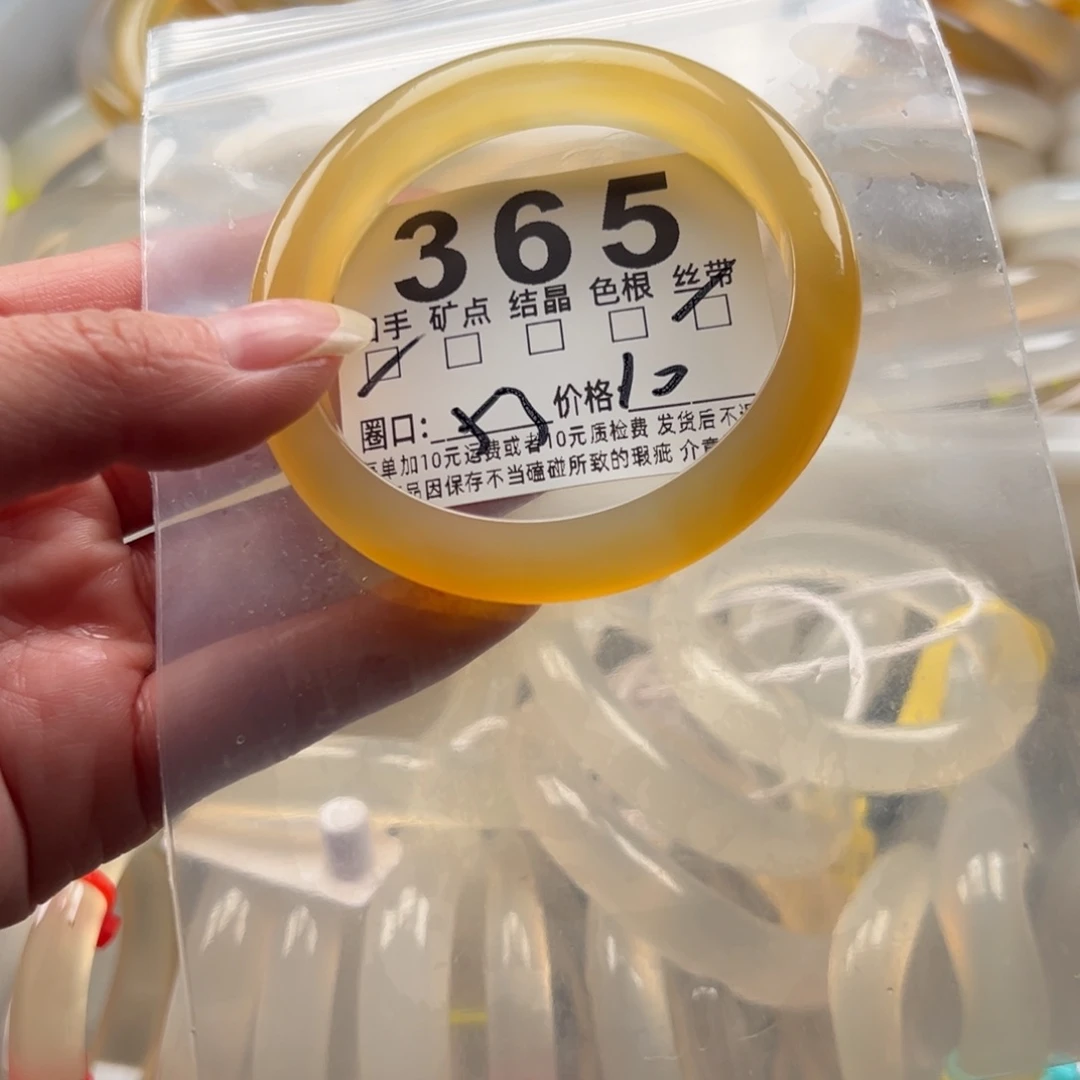 365
手 矿点 结晶 色根 丝带
圈口: 价格
单加10元运费或者10元质检费 发货后不
因保存不当磕碰所致的瑕疵 介意